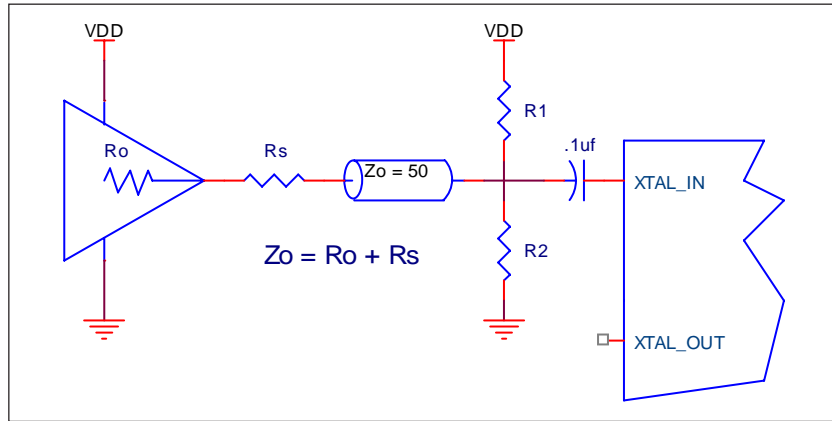 VDD
VDD
R1
Ro
Rs
Zo = 50
.1uf
XTAL_IN
R2
Zo = Ro + Rs
XTAL_OUT